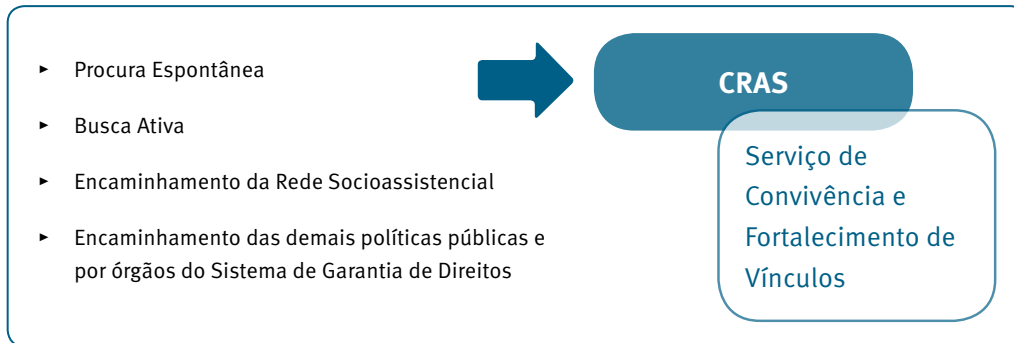 ► Procura Espontânea
► Busca Ativa
► Encaminhamento da Rede Socioassistencial
► Encaminhamento das demais políticas públicas e
por órgãos do Sistema de Garantia de Direitos
CRAS
Serviço de
Convivência e
Fortalecimento de
Vínculos